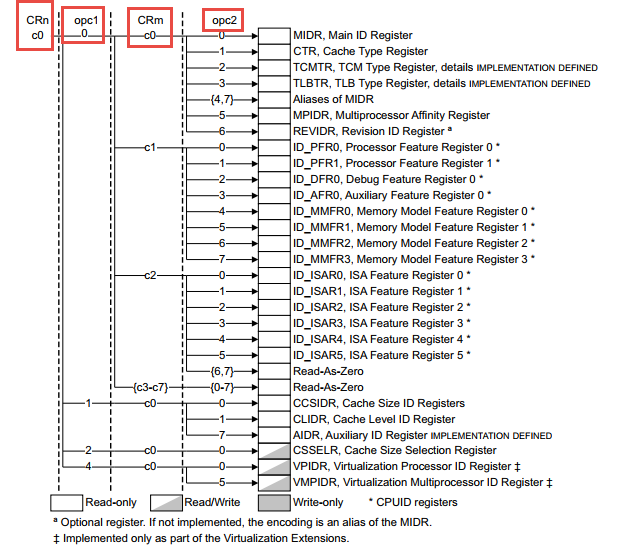 CRn opc1 CRm opc2
c0 0 c0 0 MIDR, Main ID Register
1 CTR, Cache Type Register
2 TCMTR, TCM Type Register, details IMPLEMENTATION DEFINED
3 TLBTR, TLB Type Register, details IMPLEMENTATION DEFINED
{4,7} Aliases of MIDR
5 MPIDR, Multiprocessor Affinity Register
6 REVIDR, Revision ID Register ª
c1 0 ID_PFR0, Processor Feature Register 0 *
1 ID_PFR1, Processor Feature Register 1 *
2 ID_DFR0, Debug Feature Register 0 *
3 ID_AFR0, Auxiliary Feature Register 0 *
4 ID_MMFR0, Memory Model Feature Register 0 *
5 ID_MMFR1, Memory Model Feature Register 1 *
6 ID_MMFR2, Memory Model Feature Register 2 *
7 ID_MMFR3, Memory Model Feature Register 3 *
c2 0 ID_ISAR0, ISA Feature Register 0 *
1 ID_ISAR1, ISA Feature Register 1 *
2 ID_ISAR2, ISA Feature Register 2 *
3 ID_ISAR3, ISA Feature Register 3 *
4 ID_ISAR4, ISA Feature Register 4 *
5 ID_ISAR5, ISA Feature Register 5 *
{6,7} Read-As-Zero
{c3-c7} {0-7} Read-As-Zero
1 c0 0 CCSIDR, Cache Size ID Registers
1 CLIDR, Cache Level ID Register
7 AIDR, Auxiliary ID Register IMPLEMENTATION DEFINED
2 c0 0 CSSELR, Cache Size Selection Register
4 c0 0 VPIDR, Virtualization Processor ID Register ‡
5 VMPIDR, Virtualization Multiprocessor ID Register ‡
Read-only Read/Write Write-only * CPUID registers
ª Optional register. If not implemented, the encoding is an alias of the MIDR.
‡ Implemented only as part of the Virtualization Extensions.